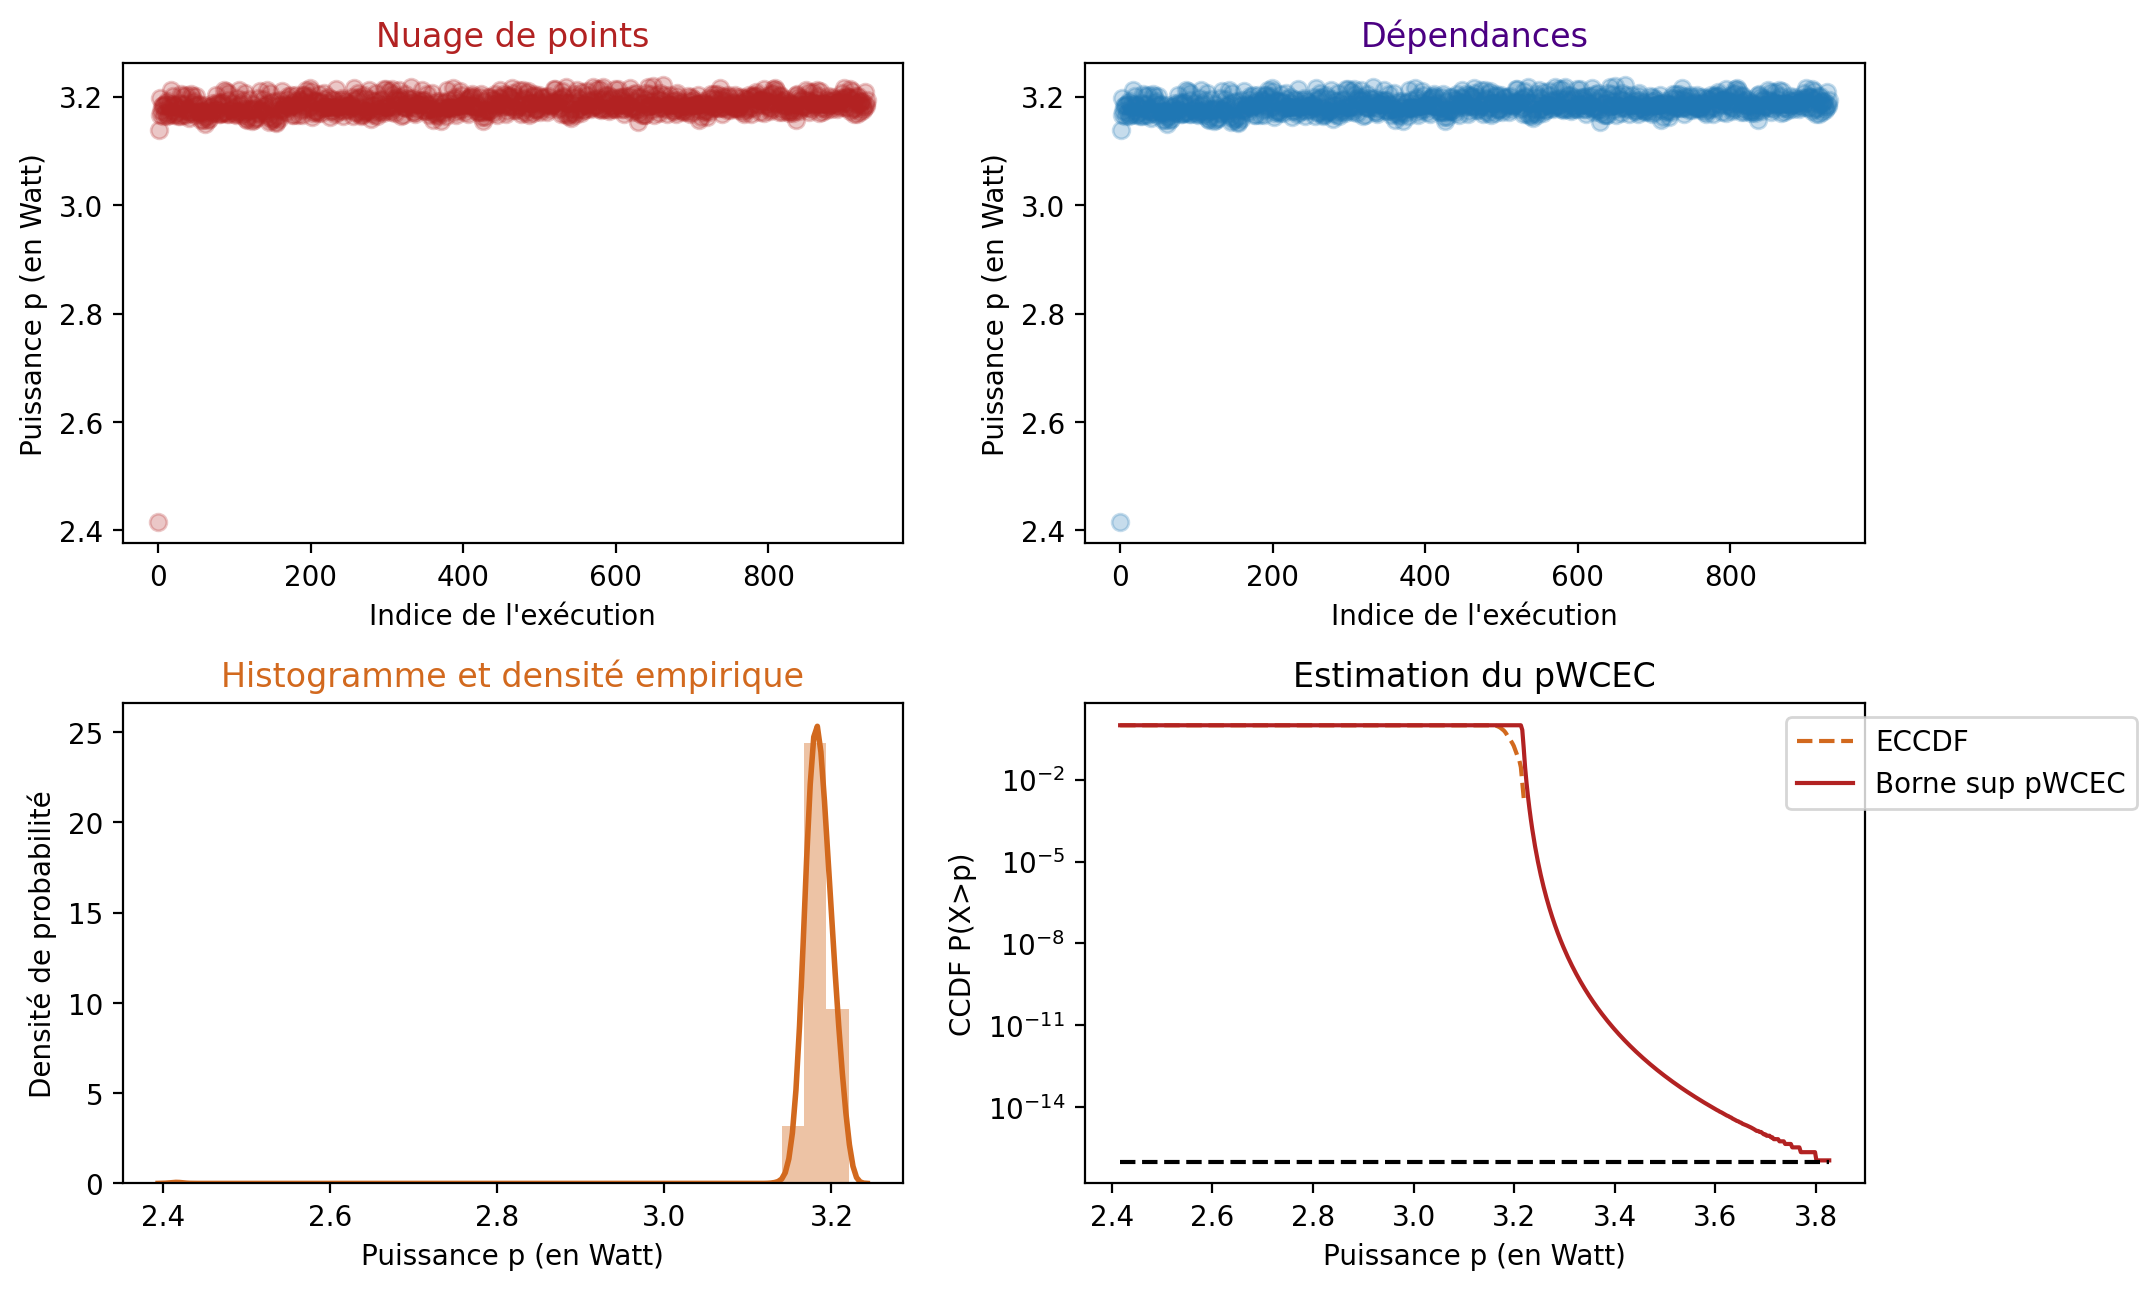 Nuage de points
Puissance p (en Watt)
3.2
3.0
2.8
2.6
2.4
0 200 400 600 800
Indice de l'exécution
Dépendances
Puissance p (en Watt)
3.2
3.0
2.8
2.6
2.4
0 200 400 600 800
Indice de l'exécution
Histogramme et densité empirique
Densité de probabilité
25
20
15
10
5
0
2.4 2.6 2.8 3.0 3.2
Puissance p (en Watt)
Estimation du pWCEC
ECCDF
Borne sup pWCEC
CCDF P(X>p)
10⁻²
10⁻⁵
10⁻⁸
10⁻¹¹
10⁻¹⁴
2.4 2.6 2.8 3.0 3.2 3.4 3.6 3.8
Puissance p (en Watt)